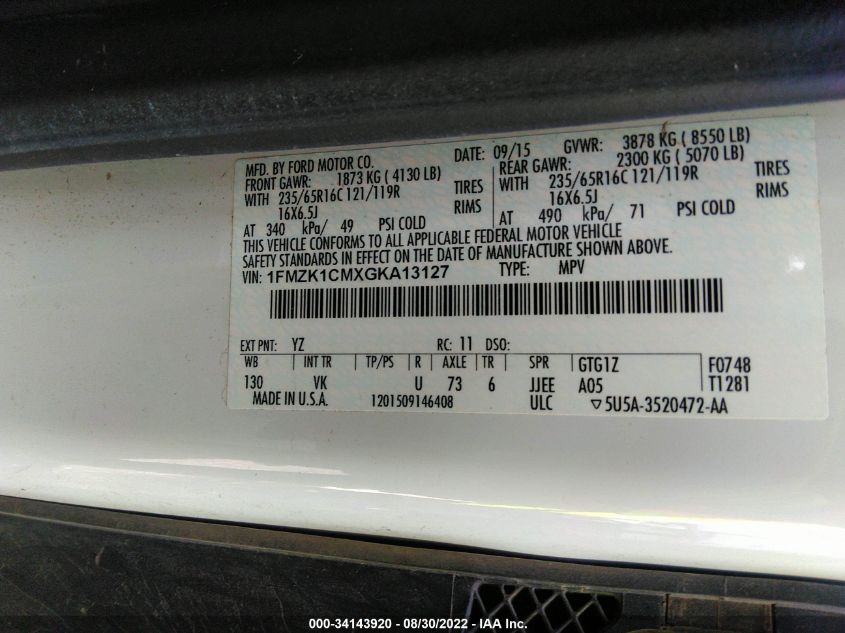 MFD. BY FORD MOTOR CO. DATE: 09/15 GVWR: 3878 KG ( 8550 LB)
FRONT GAWR: 1873 KG ( 4130 LB) REAR GAWR: 2300 KG ( 5070 LB)
WITH 235/65R16C 121/119R TIRES WITH 235/65R16C 121/119R TIRES
16X6.5J RIMS 16X6.5J RIMS
AT 340 kPa/ 49 PSI COLD AT 490 kPa/ 71 PSI COLD
THIS VEHICLE CONFORMS TO ALL APPLICABLE FEDERAL MOTOR VEHICLE
SAFETY STANDARDS IN EFFECT ON THE DATE OF MANUFACTURE SHOWN ABOVE.
VIN: 1FMZK1CMXGKA13127 TYPE: MPV
EXT PNT: YZ RC: 11 DSO:
WB INT TR TP/PS R AXLE TR SPR GTG1Z F0748
130 VK U 73 6 JJEE A05 T1281
MADE IN U.S.A. 1201509146408 ULC ▽5U5A-3520472-AA
000-34143920 - 08/30/2022 - IAA Inc.